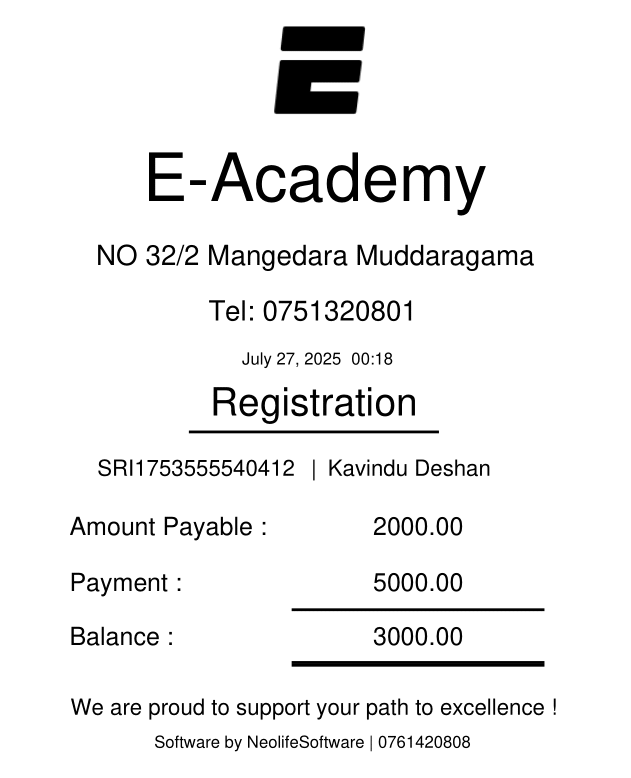 E-Academy
NO 32/2 Mangedara Muddaragama
Tel: 0751320801
July 27, 2025 00:18
Registration
SRI1753555540412 | Kavindu Deshan
Amount Payable : 2000.00
Payment : 5000.00
Balance : 3000.00
We are proud to support your path to excellence !
Software by NeolifeSoftware | 0761420808